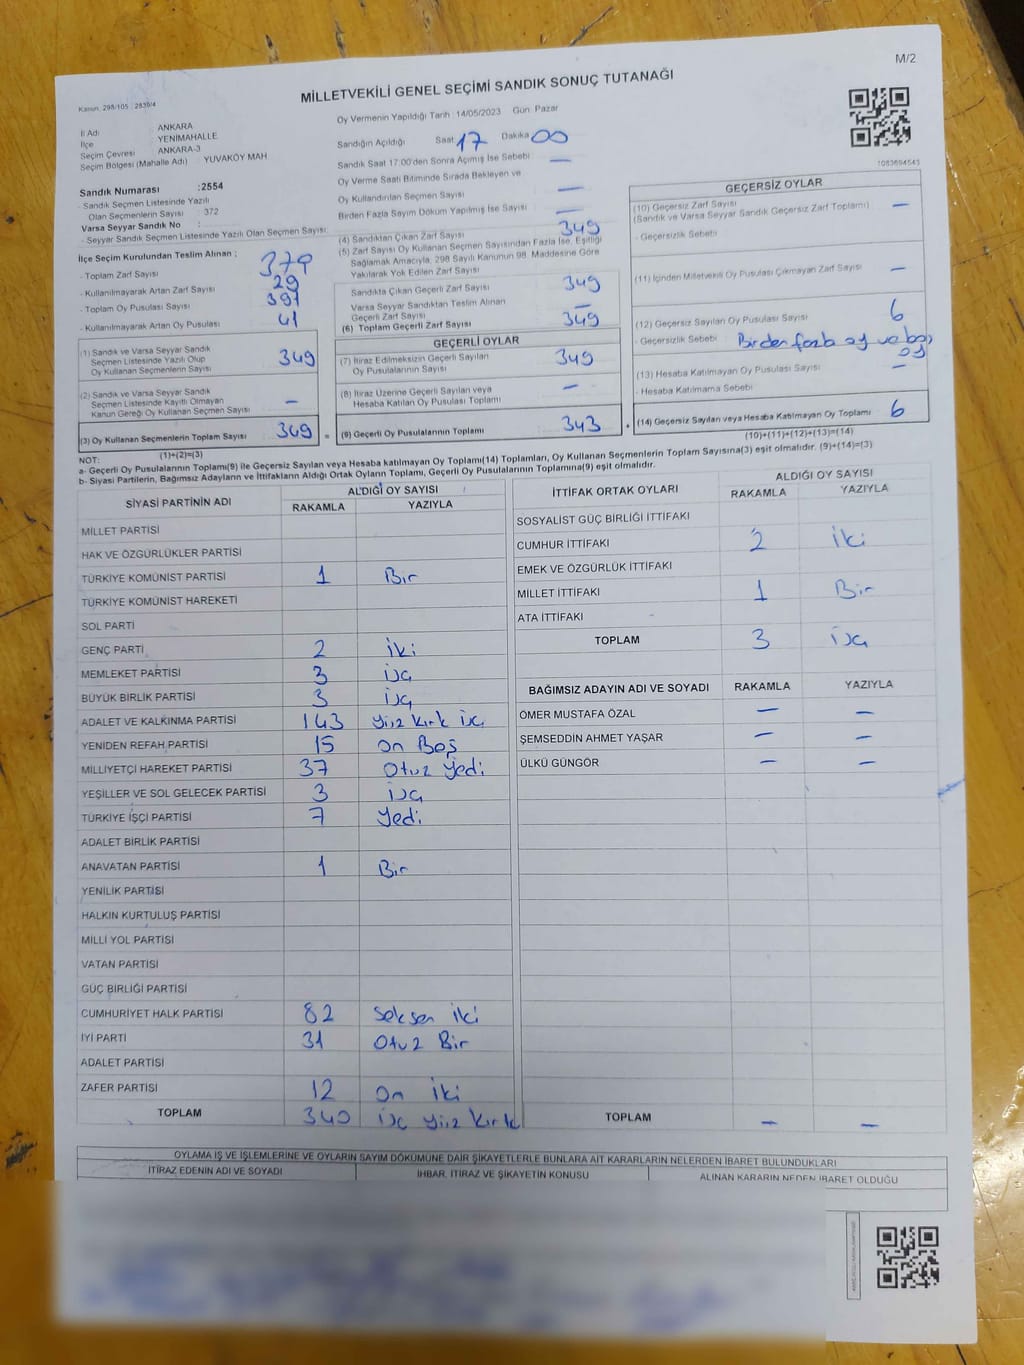 M/2
Kanun: 298/105 : 2839/4
MİLLETVEKİLİ GENEL SEÇİMİ SANDIK SONUÇ TUTANAĞI
İl Adı ANKARA
İlçe YENİMAHALLE
Seçim Çevresi ANKARA-3
Seçim Bölgesi (Mahalle Adı) YUVAKÖY MAH
Sandık Numarası :2554
- Sandık Seçmen Listesinde Yazılı
Olan Seçmenlerin Sayısı : 372
Varsa Seyyar Sandık No :
- Seyyar Sandık Seçmen Listesinde Yazılı Olan Seçmen Sayısı
İlçe Seçim Kurulundan Teslim Alınan ;
- Toplam Zarf Sayısı 379
- Kullanılmayarak Artan Zarf Sayısı 29
- Toplam Oy Pusulası Sayısı 391
- Kullanılmayarak Artan Oy Pusulası 41
(1) Sandık ve Varsa Seyyar Sandık
Seçmen Listesinde Yazılı Olup
Oy Kullanan Seçmenlerin Sayısı 349
(2) Sandık ve Varsa Seyyar Sandık
Seçmen Listesinde Kayıtlı Olmayan
Kanun Gereği Oy Kullanan Seçmen Sayısı —
(3) Oy Kullanan Seçmenlerin Toplam Sayısı 349
(1)+(2)=(3)
Oy Vermenin Yapıldığı Tarih : 14/05/2023 Gün: Pazar
Sandığın Açıldığı Saat 17 Dakika 00
Sandık Saat 17:00'den Sonra Açılmış İse Sebebi —
Oy Verme Saati Bitiminde Sırada Bekleyen ve
Oy Kullandırılan Seçmen Sayısı —
Birden Fazla Sayım Döküm Yapılmış İse Sayısı —
(4) Sandıktan Çıkan Zarf Sayısı 349
(5) Zarf Sayısı Oy Kullanan Seçmen Sayısından Fazla İse, Eşitliği
Sağlamak Amacıyla, 298 Sayılı Kanunun 98. Maddesine Göre
Yakılarak Yok Edilen Zarf Sayısı
Sandıkta Çıkan Geçerli Zarf Sayısı 349
Varsa Seyyar Sandıktan Teslim Alınan
Geçerli Zarf Sayısı —
(6) Toplam Geçerli Zarf Sayısı 349
GEÇERLİ OYLAR
(7) İtiraz Edilmeksizin Geçerli Sayılan
Oy Pusulalarının Sayısı 349
(8) İtiraz Üzerine Geçerli Sayılan veya
Hesaba Katılan Oy Pusulası Toplamı —
= (9) Geçerli Oy Pusulalarının Toplamı 343
1083694543
GEÇERSİZ OYLAR
(10) Geçersiz Zarf Sayısı —
(Sandık ve Varsa Seyyar Sandık Geçersiz Zarf Toplamı)
- Geçersizlik Sebebi
(11) İçinden Milletvekili Oy Pusulası Çıkmayan Zarf Sayısı —
(12) Geçersiz Sayılan Oy Pusulası Sayısı 6
- Geçersizlik Sebebi Birden fazla oy ve boş
oy
(13) Hesaba Katılmayan Oy Pusulası Sayısı —
- Hesaba Katılmama Sebebi
+ (14) Geçersiz Sayılan veya Hesaba Katılmayan Oy Toplamı 6
(10)+(11)+(12)+(13)=(14)
NOT:
a- Geçerli Oy Pusulalarının Toplamı(9) ile Geçersiz Sayılan veya Hesaba katılmayan Oy Toplamı(14) Toplamları, Oy Kullanan Seçmenlerin Toplam Sayısına(3) eşit olmalıdır. (9)+(14)=(3)
b- Siyasi Partilerin, Bağımsız Adayların ve İttifakların Aldığı Ortak Oyların Toplamı, Geçerli Oy Pusulalarının Toplamına(9) eşit olmalıdır.
SİYASİ PARTİNİN ADI ALDIĞI OY SAYISI
RAKAMLA YAZIYLA
MİLLET PARTİSİ
HAK VE ÖZGÜRLÜKLER PARTİSİ
TÜRKİYE KOMÜNİST PARTİSİ 1 Bir
TÜRKİYE KOMÜNİST HAREKETİ
SOL PARTİ
GENÇ PARTİ 2 iki
MEMLEKET PARTİSİ 3 üç
BÜYÜK BİRLİK PARTİSİ 3 üç
ADALET VE KALKINMA PARTİSİ 143 yüz kırk üç
YENİDEN REFAH PARTİSİ 15 on Beş
MİLLİYETÇİ HAREKET PARTİSİ 37 Otuz yedi
YEŞİLLER VE SOL GELECEK PARTİSİ 3 üç
TÜRKİYE İŞÇİ PARTİSİ 7 Yedi
ADALET BİRLİK PARTİSİ
ANAVATAN PARTİSİ 1 Bir
YENİLİK PARTİSİ
HALKIN KURTULUŞ PARTİSİ
MİLLİ YOL PARTİSİ
VATAN PARTİSİ
GÜÇ BİRLİĞİ PARTİSİ
CUMHURİYET HALK PARTİSİ 82 Seksen iki
İYİ PARTİ 31 Otuz Bir
ADALET PARTİSİ
ZAFER PARTİSİ 12 on iki
TOPLAM 340 üç yüz kırk
İTTİFAK ORTAK OYLARI ALDIĞI OY SAYISI
RAKAMLA YAZIYLA
SOSYALİST GÜÇ BİRLİĞİ İTTİFAKI
CUMHUR İTTİFAKI 2 iki
EMEK VE ÖZGÜRLÜK İTTİFAKI
MİLLET İTTİFAKI 1 Bir
ATA İTTİFAKI
TOPLAM 3 üç
BAĞIMSIZ ADAYIN ADI VE SOYADI RAKAMLA YAZIYLA
ÖMER MUSTAFA ÖZAL — —
ŞEMSEDDİN AHMET YAŞAR — —
ÜLKÜ GÜNGÖR — —
TOPLAM — —
OYLAMA İŞ VE İŞLEMLERİNE VE OYLARIN SAYIM DÖKÜMÜNE DAİR ŞİKAYETLERLE BUNLARA AİT KARARLARIN NELERDEN İBARET BULUNDUKLARI
İTİRAZ EDENİN ADI VE SOYADI İHBAR, İTİRAZ VE ŞİKAYETİN KONUSU ALINAN KARARIN NEDEN İBARET OLDUĞU